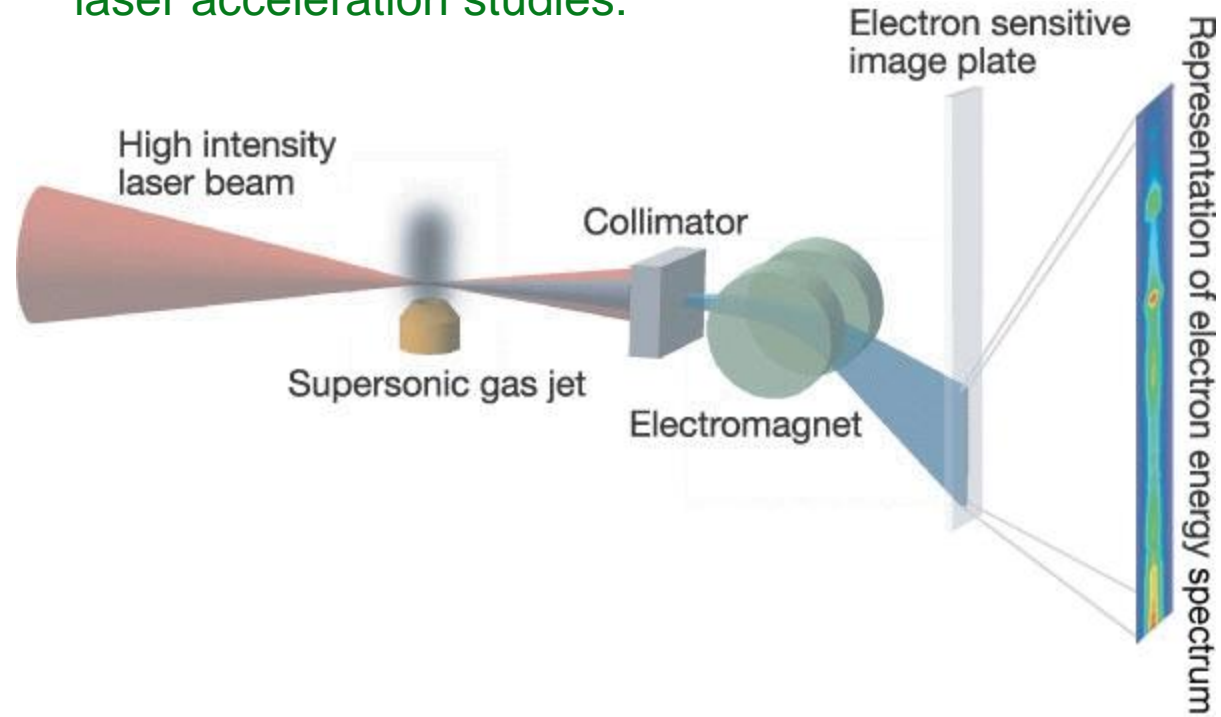 laser acceleration studies.
Electron sensitive
image plate
High intensity
laser beam
Collimator
Supersonic gas jet
Electromagnet
Representation of electron energy spectrum